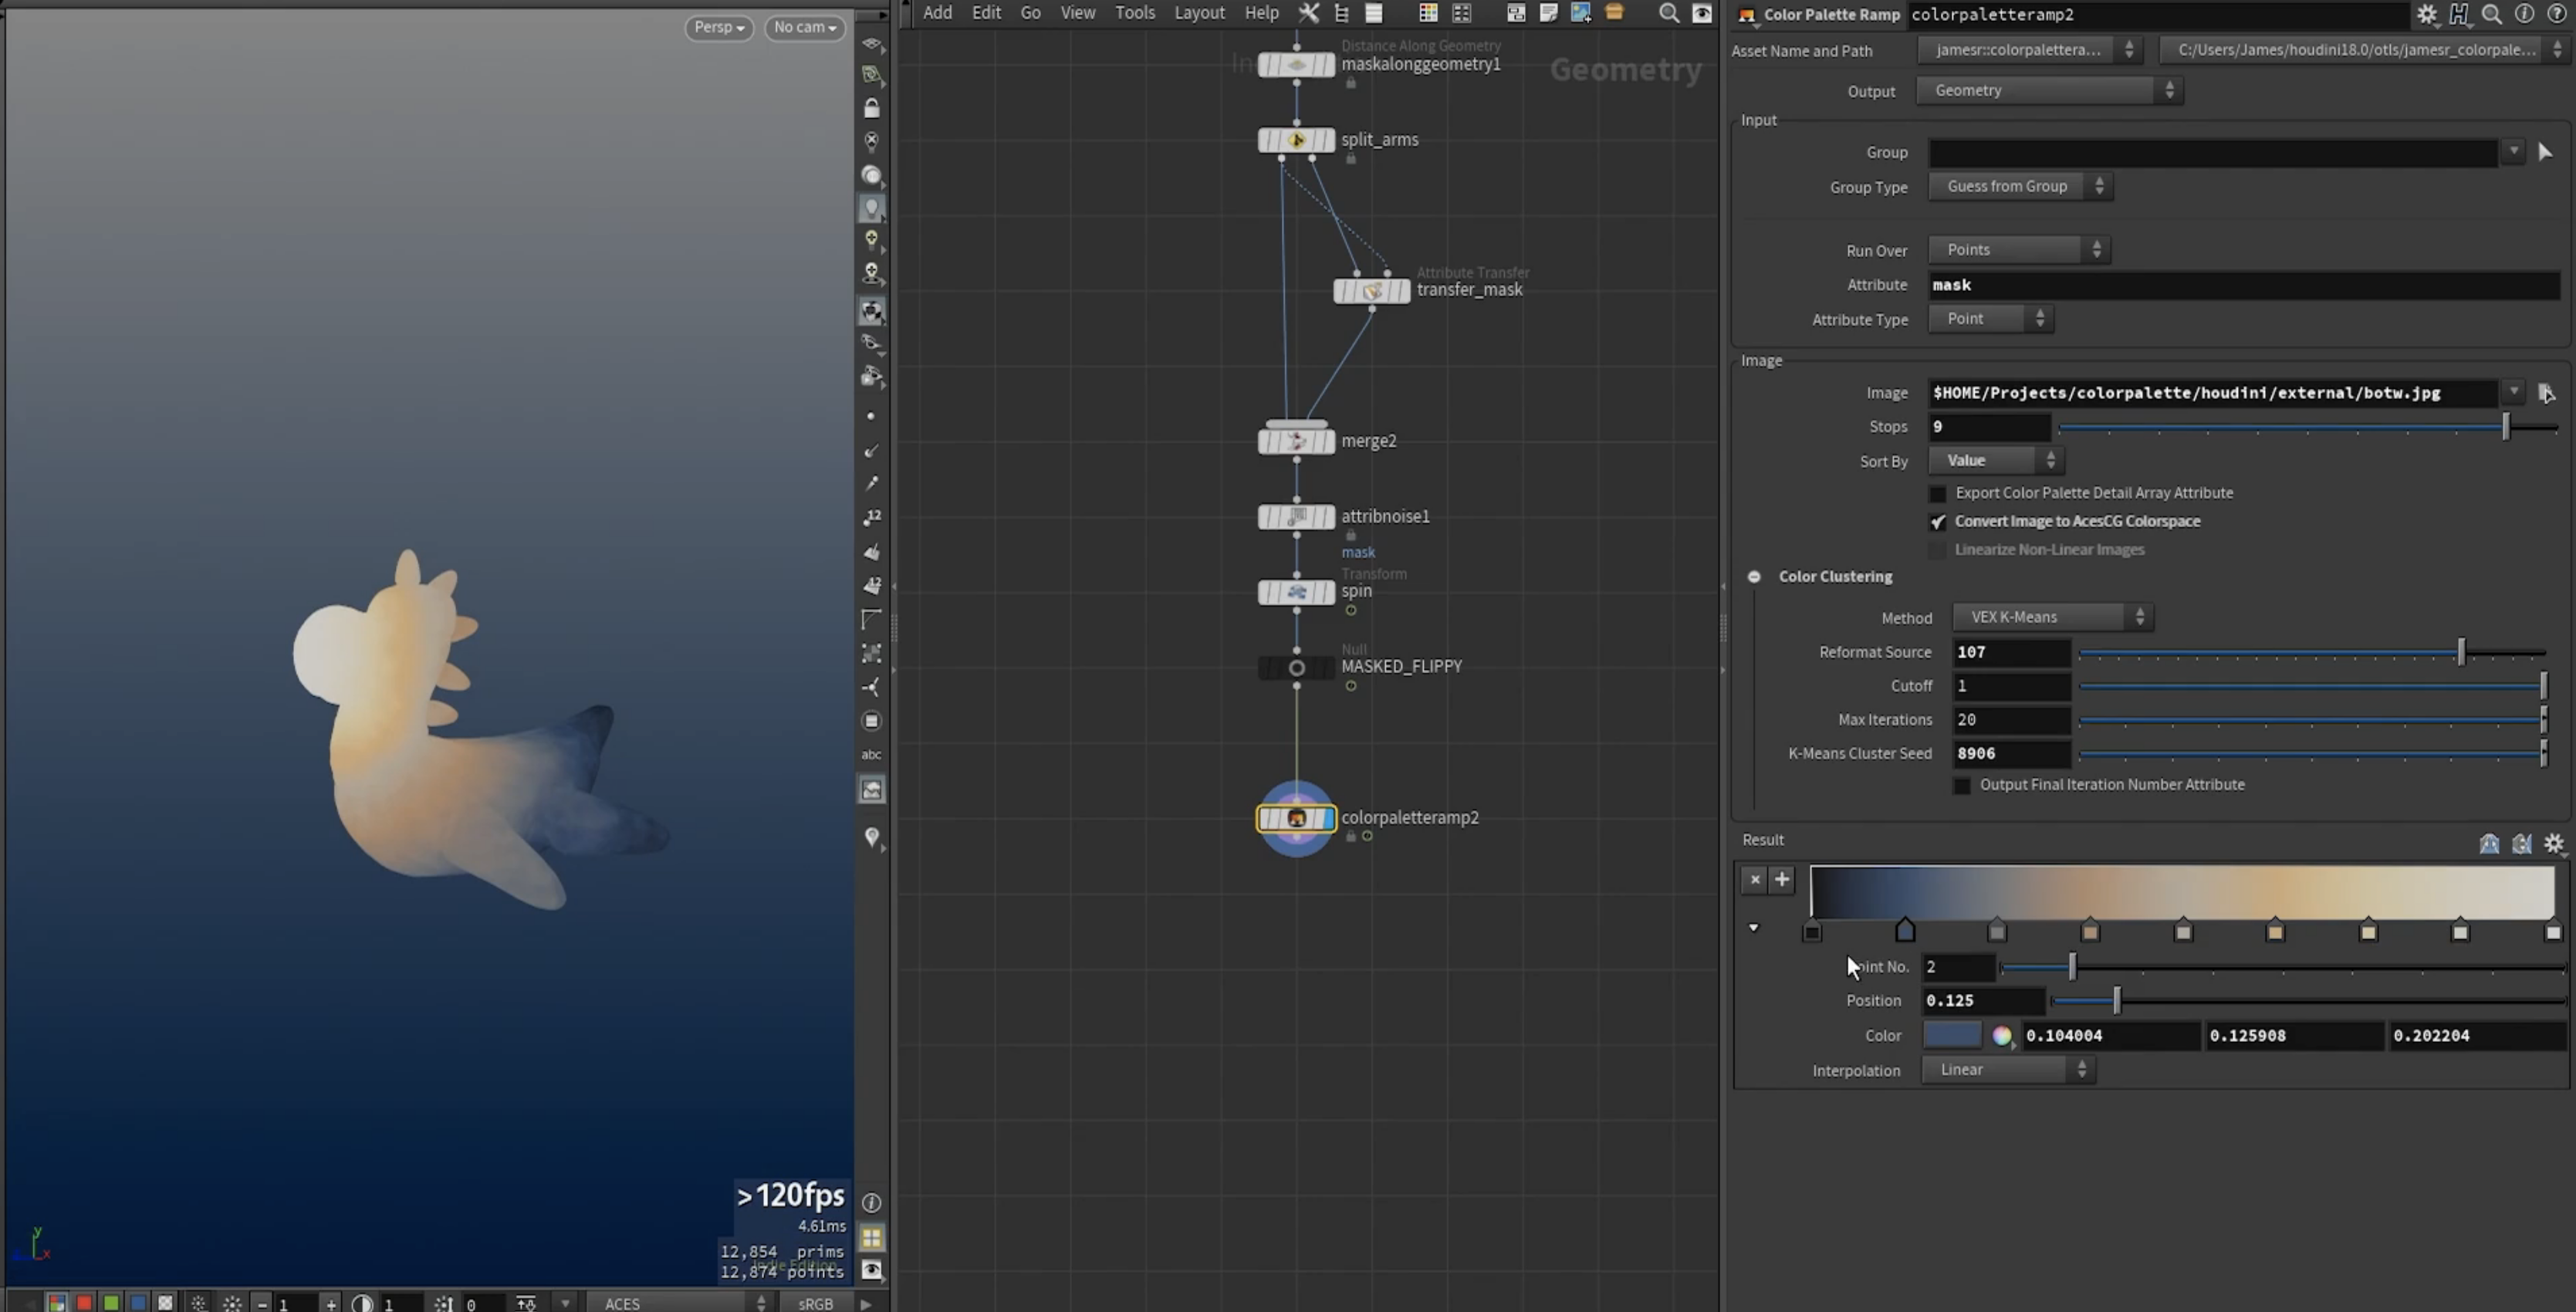 Persp
No cam
>120fps
4.61ms
12,854 prims
Indie Edition
12,874 points
y
x
12
12
abc
1
1
0
ACES
sRGB
Add Edit Go View Tools Layout Help
Geometry
Distance Along Geometry
maskalonggeometry1
split_arms
Attribute Transfer
transfer_mask
merge2
attribnoise1
mask
Transform
spin
Null
MASKED_FLIPPY
colorpaletteramp2
Color Palette Ramp colorpaletteramp2
Asset Name and Path jamesr::colorpalettera... C:/Users/James/houdini18.0/otls/jamesr_colorpale...
Output Geometry
Input
Group
Group Type Guess from Group
Run Over Points
Attribute mask
Attribute Type Point
Image
Image $HOME/Projects/colorpalette/houdini/external/botw.jpg
Stops 9
Sort By Value
Export Color Palette Detail Array Attribute
Convert Image to AcesCG Colorspace
Linearize Non-Linear Images
Color Clustering
Method VEX K-Means
Reformat Source 107
Cutoff 1
Max Iterations 20
K-Means Cluster Seed 8906
Output Final Iteration Number Attribute
Result
oint No. 2
Position 0.125
Color 0.104004 0.125908 0.202204
Interpolation Linear